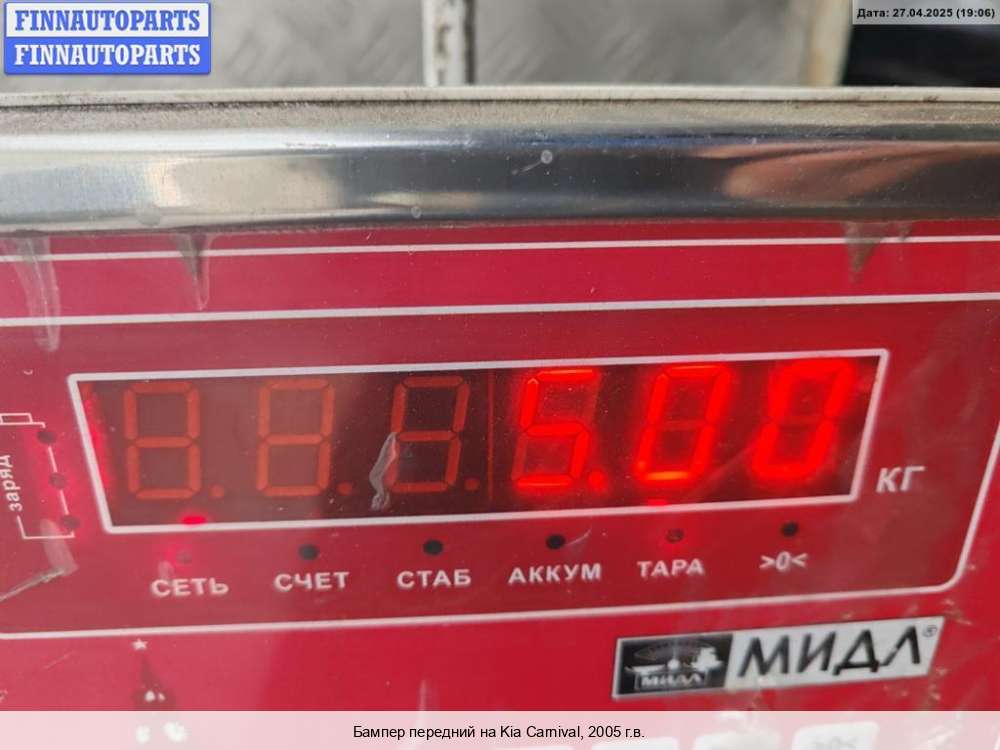 FINNAUTOPARTS
FINNAUTOPARTS
Дата: 27.04.2025 (19:06)
5.00
КГ
заряд
СЕТЬ СЧЕТ СТАБ АККУМ ТАРА >0<
МИДЛ
МИДЛ®
Бампер передний на Kia Carnival, 2005 г.в.